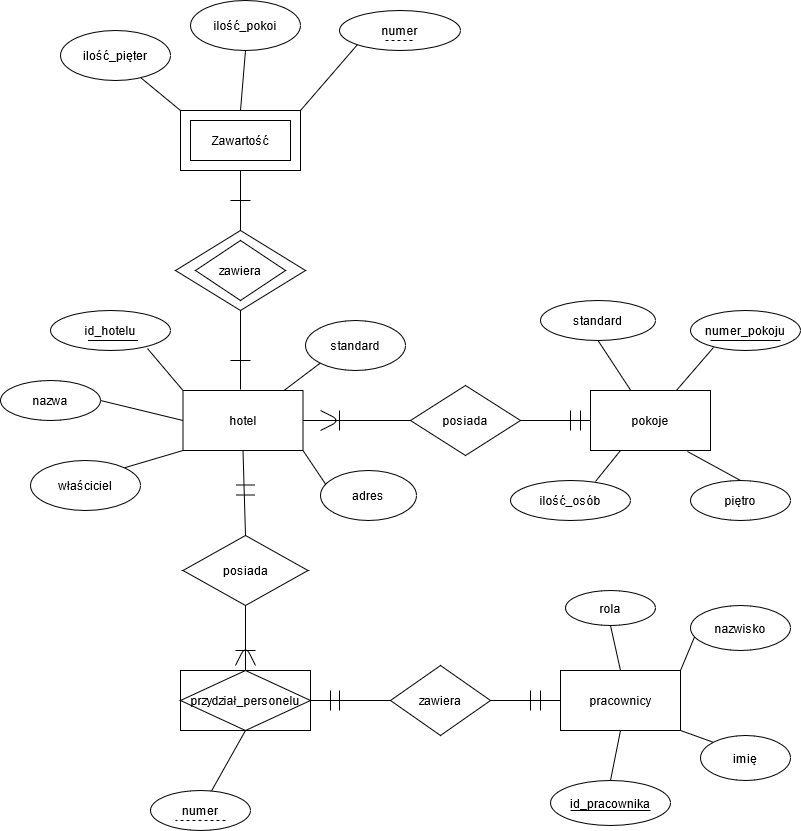 ilość_pokoi
numer
ilość_pięter
Zawartość
zawiera
id_hotelu
standard
standard
numer_pokoju
nazwa
hotel
posiada
pokoje
właściciel
adres
ilość_osób
piętro
posiada
rola
nazwisko
przydział_personelu
zawiera
pracownicy
imię
numer
id_pracownika